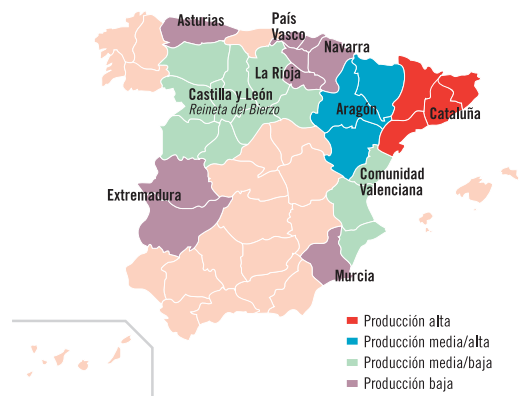 Asturias
País
Vasco
Navarra
La Rioja
Castilla y León
Reineta del Bierzo
Aragón
Cataluña
Comunidad
Valenciana
Extremadura
Murcia
Producción alta
Producción media/alta
Producción media/baja
Producción baja